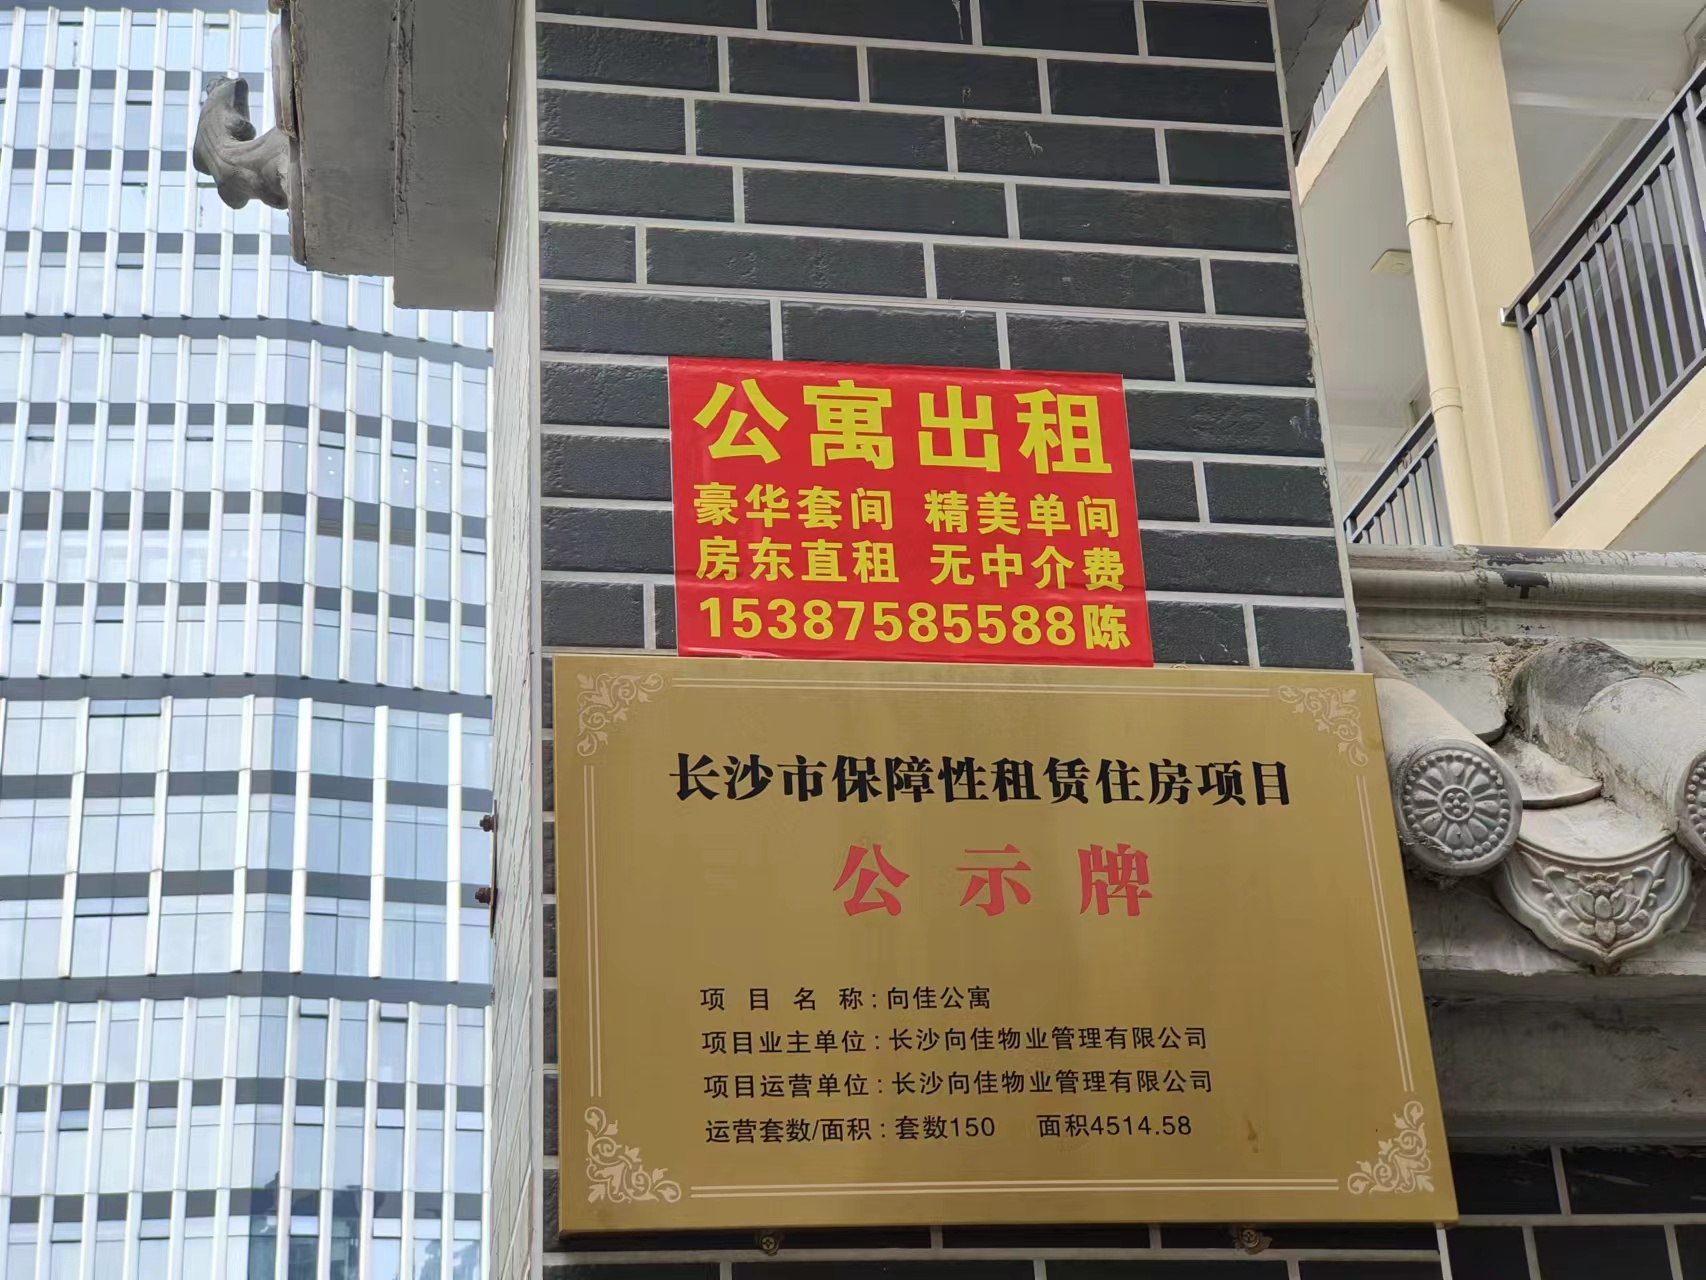 公寓出租
豪华套间 精美单间
房东直租 无中介费
15387585588陈
长沙市保障性租赁住房项目
公示牌
项目名称：向佳公寓
项目业主单位：长沙向佳物业管理有限公司
项目运营单位：长沙向佳物业管理有限公司
运营套数/面积：套数150 面积4514.58